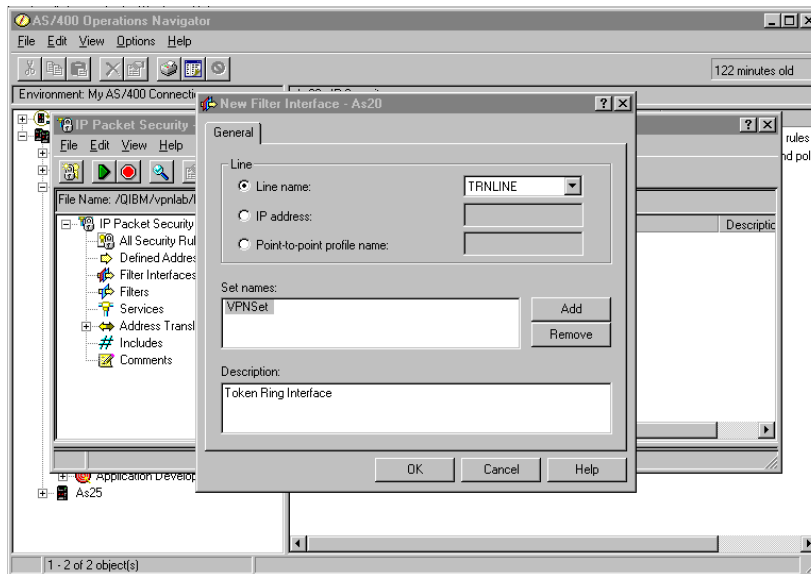 AS/400 Operations Navigator
File Edit View Options Help
122 minutes old
Environment: My AS/400 Connecti
IP Packet Security -
File Edit View Help
File Name: /QIBM/vpnlab/
IP Packet Security
All Security Rul
Defined Addre
Filter Interfaces
Filters
Services
Address Transl
Includes
Comments
Application Develop
As25
New Filter Interface - As20
General
Line
Line name: TRNLINE
IP address:
Point-to-point profile name:
Set names:
VPNSet
Add
Remove
Description:
Token Ring Interface
OK Cancel Help
rules
nd pol
Descriptic
1 - 2 of 2 object(s)